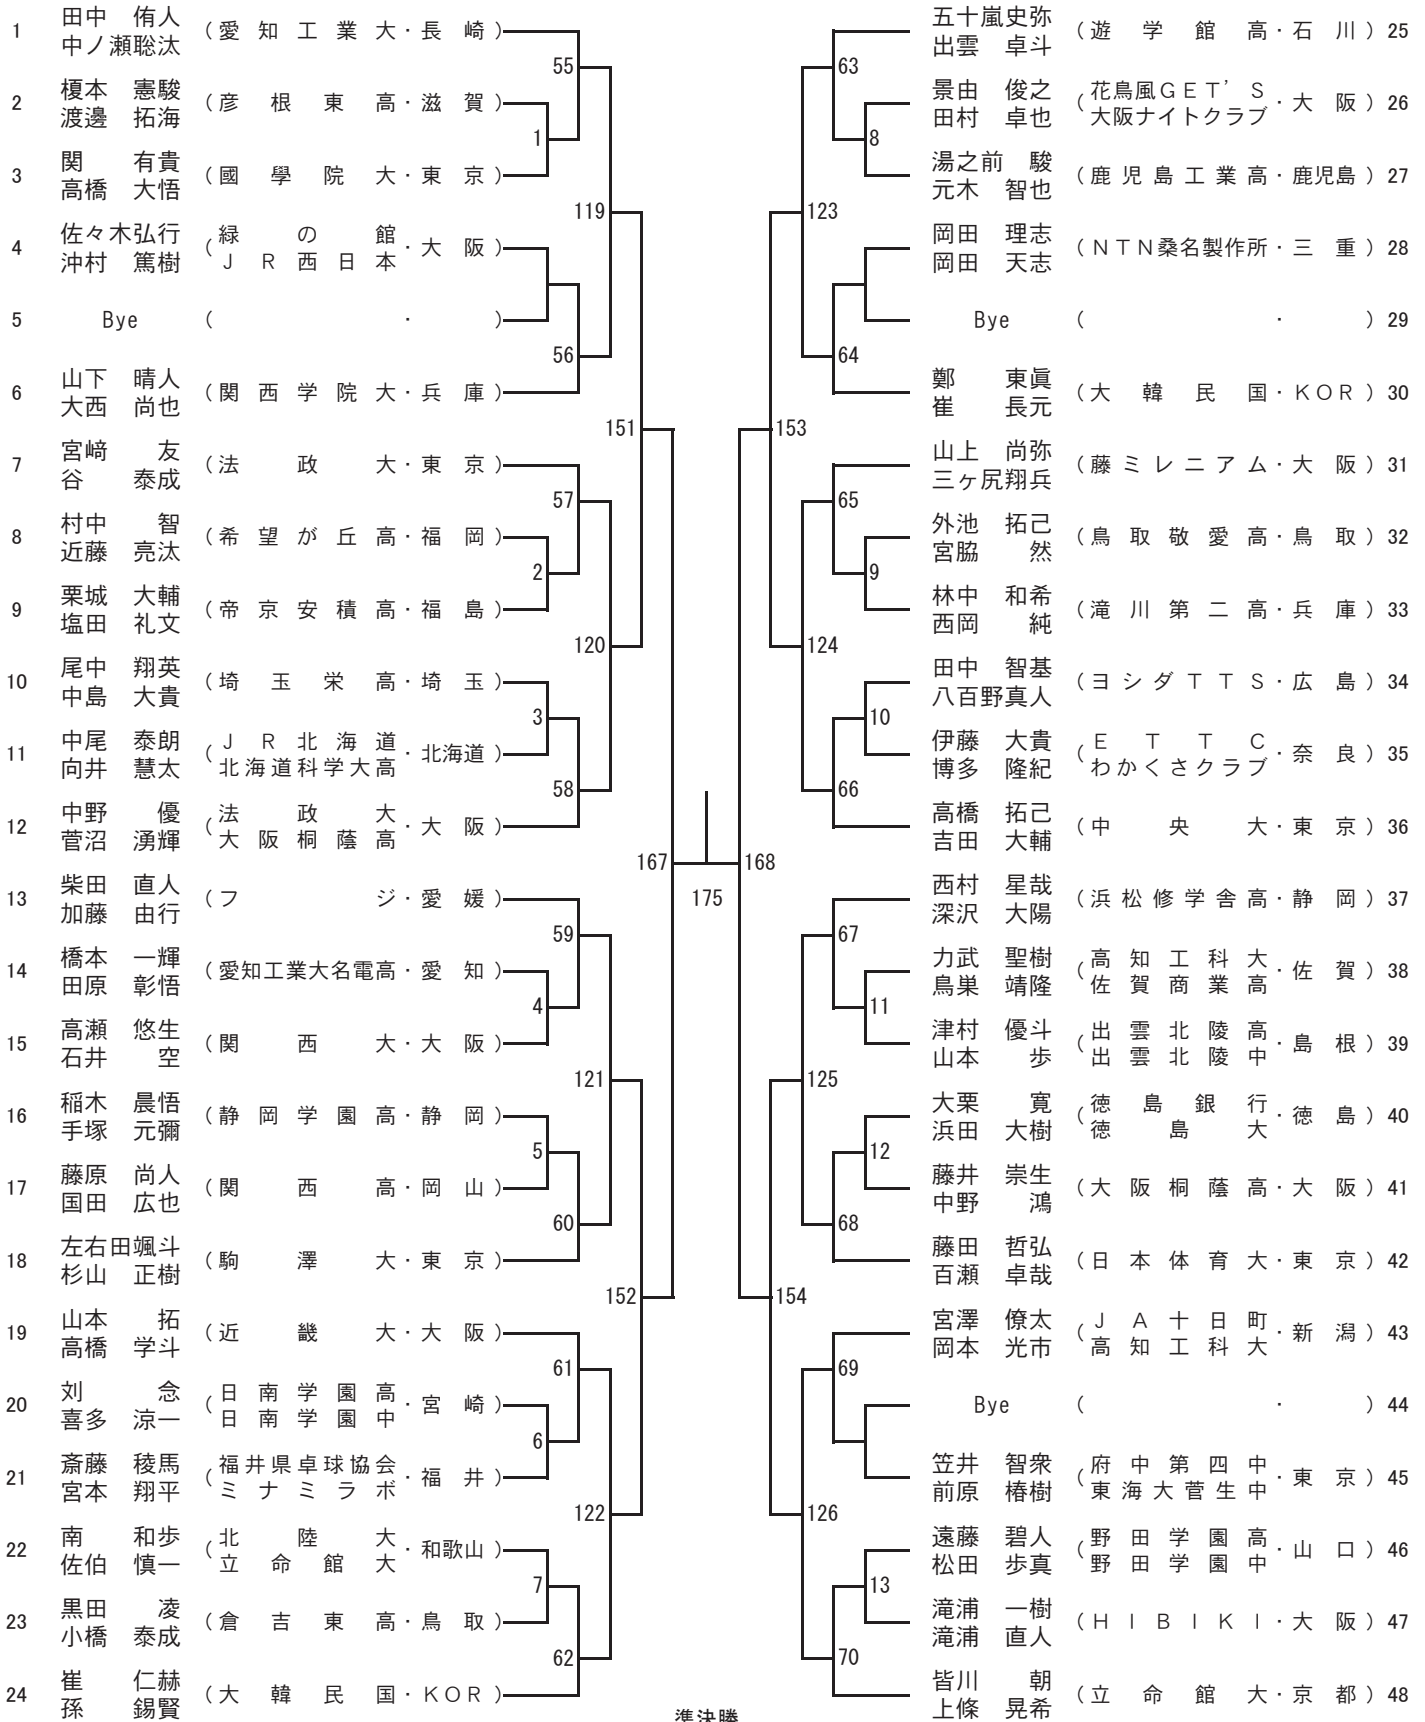 1 田中 侑人 中ノ瀬聡汰 (愛知工業大・長崎)
2 榎本 憲駿 渡邊 拓海 (彦根東高・滋賀)
3 関 有貴 高橋 大悟 (國學院大・東京)
4 佐々木弘行 沖村 篤樹 (緑の館 JR西日本・大阪)
5 Bye ( ・ )
6 山下 晴人 大西 尚也 (関西学院大・兵庫)
7 宮﨑 友 谷 泰成 (法政大・東京)
8 村中 智 近藤 亮汰 (希望が丘高・福岡)
9 栗城 大輔 塩田 礼文 (帝京安積高・福島)
10 尾中 翔英 中島 大貴 (埼玉栄高・埼玉)
11 中尾 泰朗 向井 慧太 (JR北海道 北海道科学大高・北海道)
12 中野 優 菅沼 湧輝 (法政大 大阪桐蔭高・大阪)
13 柴田 直人 加藤 由行 (フジ・愛媛)
14 橋本 一輝 田原 彰悟 (愛知工業大名電高・愛知)
15 高瀬 悠生 石井 空 (関西大・大阪)
16 稲木 晨悟 手塚 元彌 (静岡学園高・静岡)
17 藤原 尚人 国田 広也 (関西高・岡山)
18 左右田颯斗 杉山 正樹 (駒澤大・東京)
19 山本 拓 高橋 学斗 (近畿大・大阪)
20 刘 念 喜多 涼一 (日南学園高 日南学園中・宮崎)
21 斎藤 稜馬 宮本 翔平 (福井県卓球協会 ミナミラボ・福井)
22 南 和歩 佐伯 慎一 (北陸大 立命館大・和歌山)
23 黒田 凌 小橋 泰成 (倉吉東高・鳥取)
24 崔 仁赫 孫 錫賢 (大韓民国・KOR)
55
1
119
56
151
57
2
120
3
58
167
59
4
121
5
60
152
61
6
122
7
62
175
準決勝
63
8
123
64
153
65
9
124
10
66
168
67
11
125
12
68
154
69
126
13
70
五十嵐史弥 出雲 卓斗 (遊学館高・石川) 25
景由 俊之 田村 卓也 (花鳥風GET'S 大阪ナイトクラブ・大阪) 26
湯之前 駿 元木 智也 (鹿児島工業高・鹿児島) 27
岡田 理志 岡田 天志 (NTN桑名製作所・三重) 28
Bye ( ・ ) 29
鄭 東眞 崔 長元 (大韓民国・KOR) 30
山上 尚弥 三ヶ尻翔兵 (藤ミレニアム・大阪) 31
外池 拓己 宮脇 然 (鳥取敬愛高・鳥取) 32
林中 和希 西岡 純 (滝川第二高・兵庫) 33
田中 智基 八百野真人 (ヨシダTTS・広島) 34
伊藤 大貴 博多 隆紀 (ETTC わかくさクラブ・奈良) 35
高橋 拓己 吉田 大輔 (中央大・東京) 36
西村 星哉 深沢 大陽 (浜松修学舎高・静岡) 37
力武 聖樹 鳥巣 靖隆 (高知工科大 佐賀商業高・佐賀) 38
津村 優斗 山本 歩 (出雲北陵高 出雲北陵中・島根) 39
大栗 寛 浜田 大樹 (徳島銀行 徳島大・徳島) 40
藤井 崇生 中野 鴻 (大阪桐蔭高・大阪) 41
藤田 哲弘 百瀬 卓哉 (日本体育大・東京) 42
宮澤 僚太 岡本 光市 (JA十日町 高知工科大・新潟) 43
Bye ( ・ ) 44
笠井 智衆 前原 椿樹 (府中第四中 東海大菅生中・東京) 45
遠藤 碧人 松田 歩真 (野田学園高 野田学園中・山口) 46
滝浦 一樹 滝浦 直人 (HIBIKI・大阪) 47
皆川 朝 上條 晃希 (立命館大・京都) 48